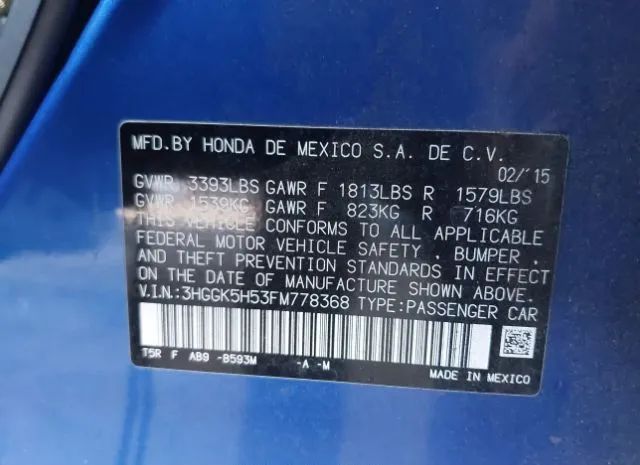 MFD.BY HONDA DE MEXICO S.A. DE C.V.
02/'15
GVWR 3393LBS GAWR F 1813LBS R 1579LBS
GVWR 1539KG GAWR F 823KG R 716KG
THIS VEHICLE CONFORMS TO ALL APPLICABLE
FEDERAL MOTOR VEHICLE SAFETY , BUMPER ,
AND THEFT PREVENTION STANDARDS IN EFFECT
ON THE DATE OF MANUFACTURE SHOWN ABOVE.
V.I.N.:3HGGK5H53FM778368 TYPE:PASSENGER CAR
T5R F AB9 -B593M -A -M
MADE IN MEXICO